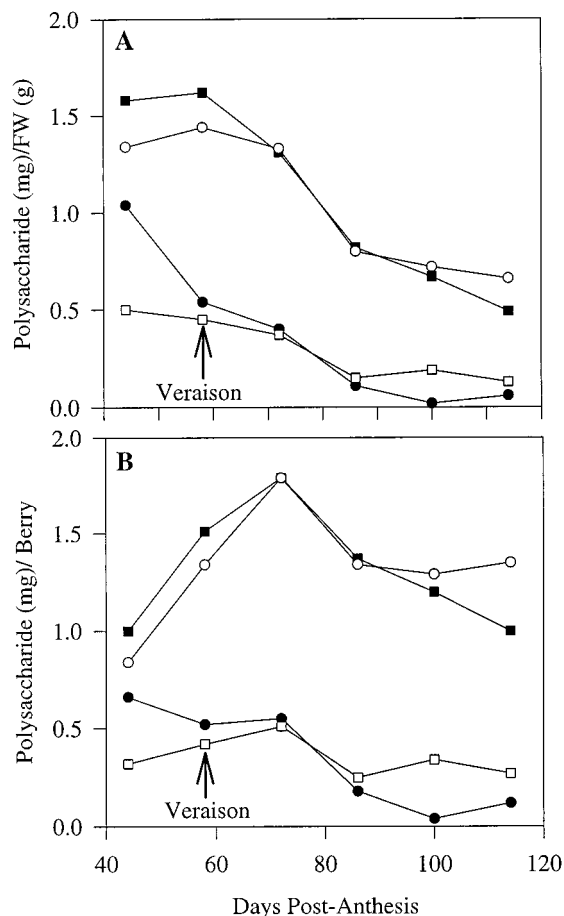 A
Polysaccharide (mg)/FW (g)
2.0
1.5
1.0
0.5
0.0
Veraison
B
Polysaccharide (mg)/ Berry
2.0
1.5
1.0
0.5
0.0
Veraison
40 60 80 100 120
Days Post-Anthesis